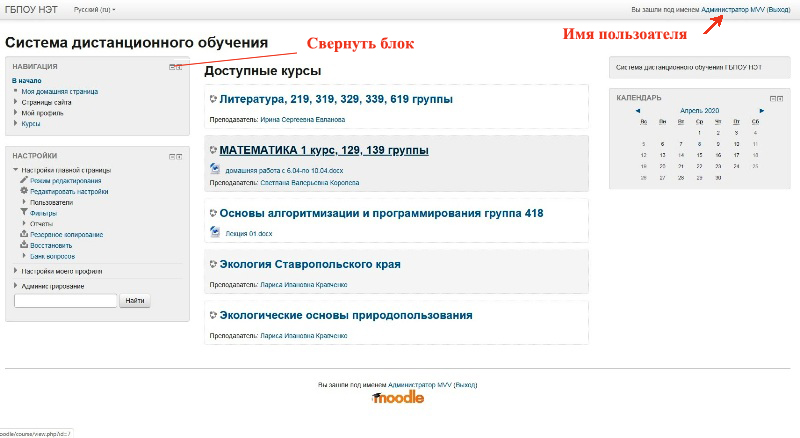 ГБПОУ НЭТ Русский (ru)
Вы зашли под именем Администратор MVV (Выход)
Имя пользоателя
Система дистанционного обучения
Свернуть блок
НАВИГАЦИЯ
В начало
Моя домашняя страница
Страницы сайта
Мой профиль
Курсы
НАСТРОЙКИ
Настройки главной страницы
Режим редактирования
Редактировать настройки
Пользователи
Фильтры
Отчеты
Резервное копирование
Восстановить
Банк вопросов
Настройки моего профиля
Администрирование
Найти
Доступные курсы
Литература, 219, 319, 329, 339, 619 группы
Преподаватель: Ирина Сергеевна Евланова
МАТЕМАТИКА 1 курс, 129, 139 группы
домашняя работа с 6.04-по 10.04.docx
Преподаватель: Светлана Валерьевна Королева
Основы алгоритмизации и программирования группа 418
Лекция 01.docx
Экология Ставропольского края
Преподаватель: Лариса Ивановна Кравченко
Экологические основы природопользования
Преподаватель: Лариса Ивановна Кравченко
Система дистанционного обучения ГБПОУ НЭТ
КАЛЕНДАРЬ
Апрель 2020
Вс Пн Вт Ср Чт Пт Сб
1 2 3 4
5 6 7 8 9 10 11
12 13 14 15 16 17 18
19 20 21 22 23 24 25
26 27 28 29 30
Вы зашли под именем Администратор MVV (Выход)
moodle